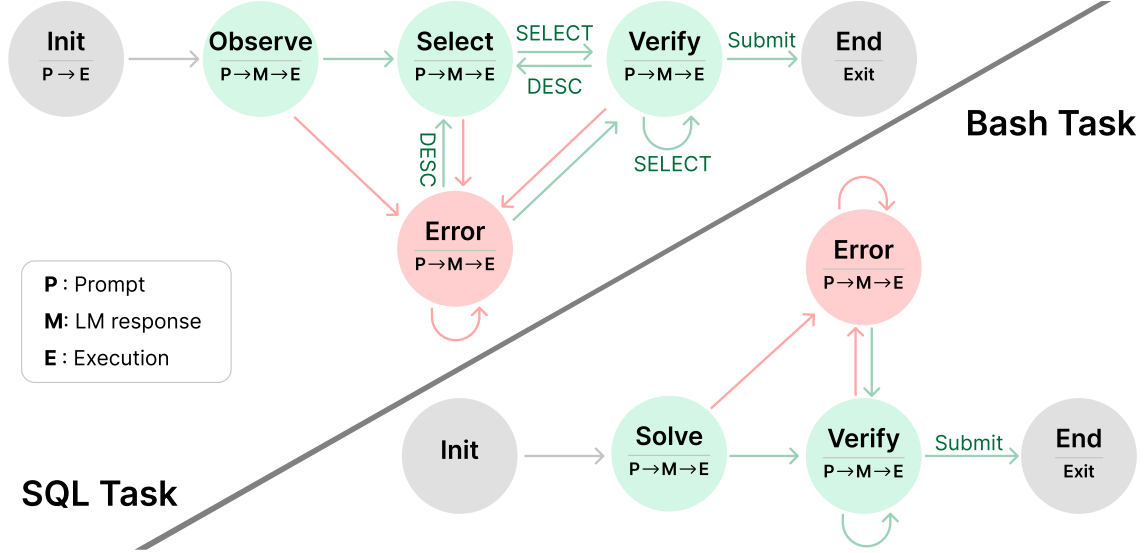 Init
P→E
Observe
P→M→E
Select
P→M→E
SELECT
DESC
Verify
P→M→E
Submit
End
Exit
SELECT
DESC
Error
P→M→E
P : Prompt
M: LM response
E : Execution
SQL Task
Bash Task
Error
P→M→E
Init
Solve
P→M→E
Verify
P→M→E
Submit
End
Exit